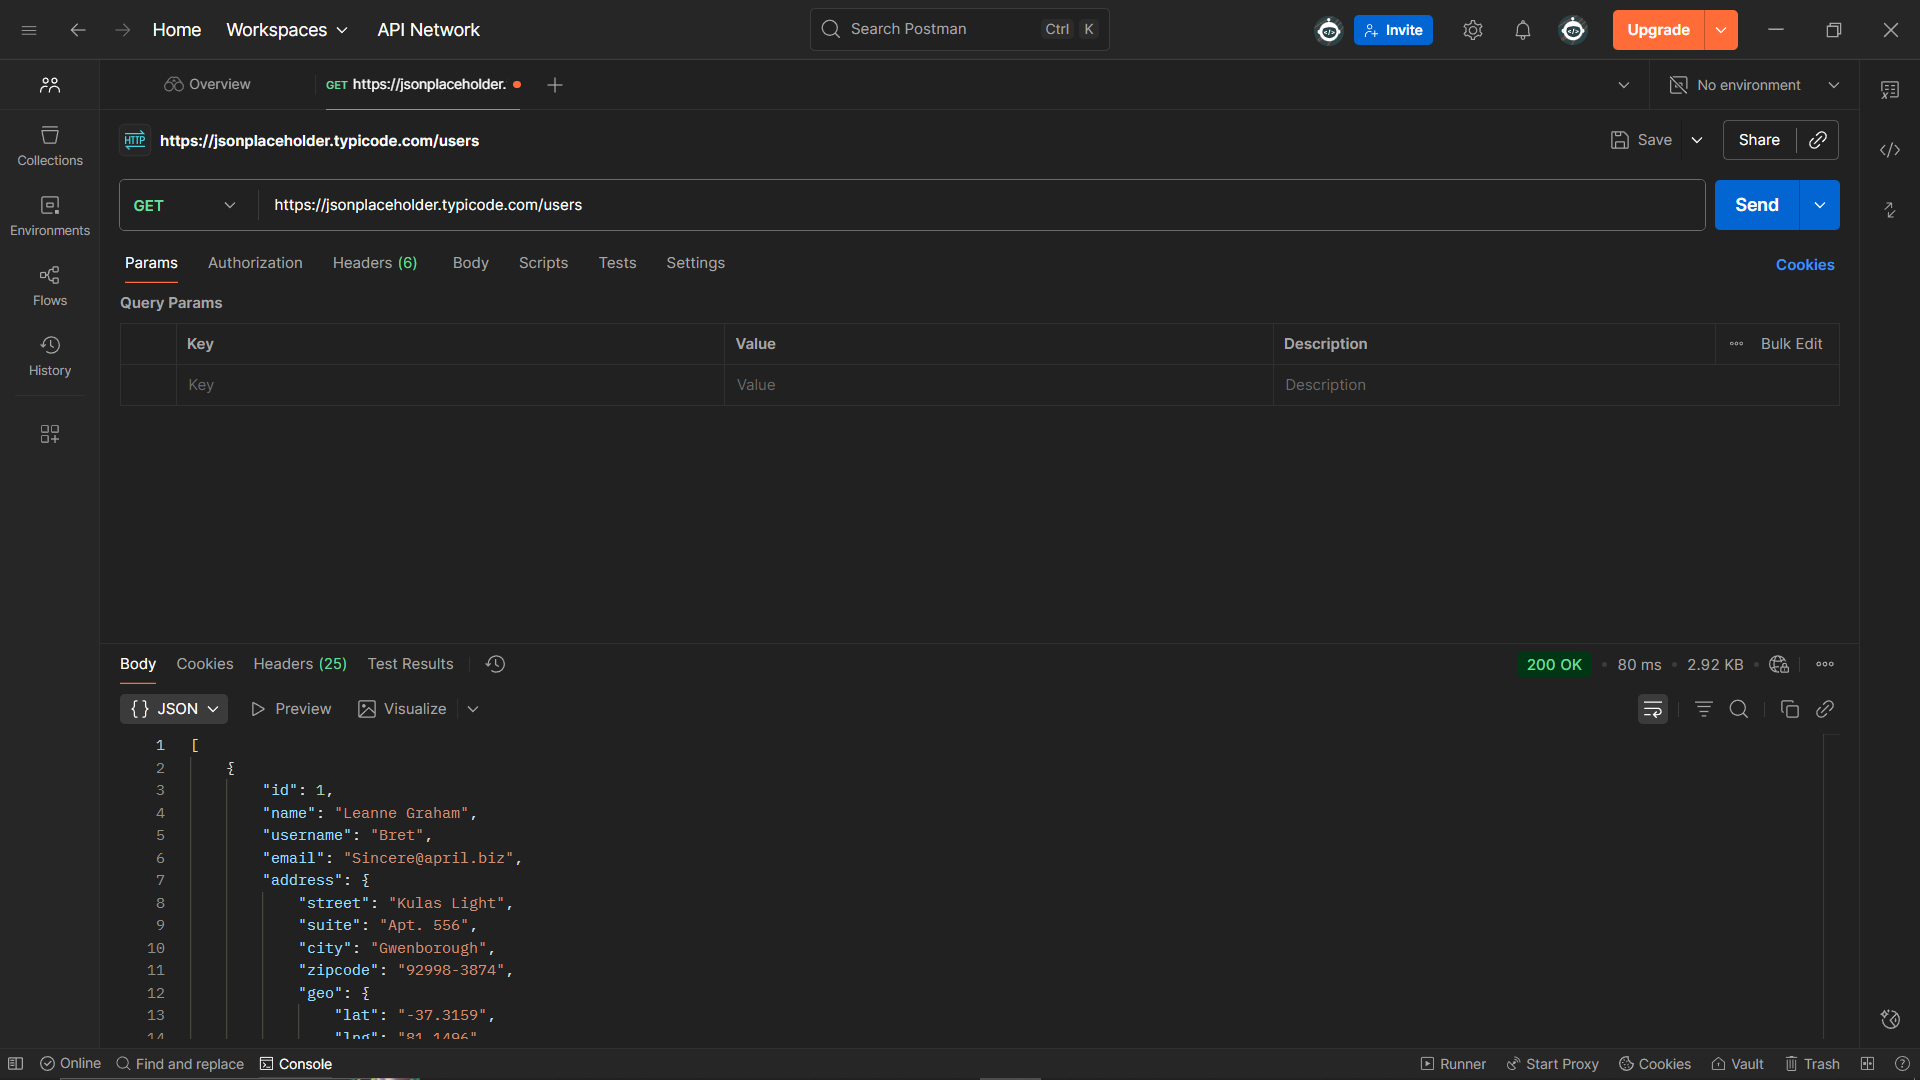 Home Workspaces API Network Search Postman Ctrl K Invite Upgrade
Overview GET https://jsonplaceholder. No environment
HTTP https://jsonplaceholder.typicode.com/users Save Share
GET https://jsonplaceholder.typicode.com/users Send
Collections
Environments
Flows
History
Params Authorization Headers (6) Body Scripts Tests Settings Cookies
Query Params
Key Value Description Bulk Edit
Key Value Description
Body Cookies Headers (25) Test Results 200 OK • 80 ms • 2.92 KB •
{} JSON Preview Visualize
1 [
2 {
3 "id": 1,
4 "name": "Leanne Graham",
5 "username": "Bret",
6 "email": "Sincere@april.biz",
7 "address": {
8 "street": "Kulas Light",
9 "suite": "Apt. 556",
10 "city": "Gwenborough",
11 "zipcode": "92998-3874",
12 "geo": {
13 "lat": "-37.3159",
14 "lng": "81.1496"
Online Find and replace Console Runner Start Proxy Cookies Vault Trash